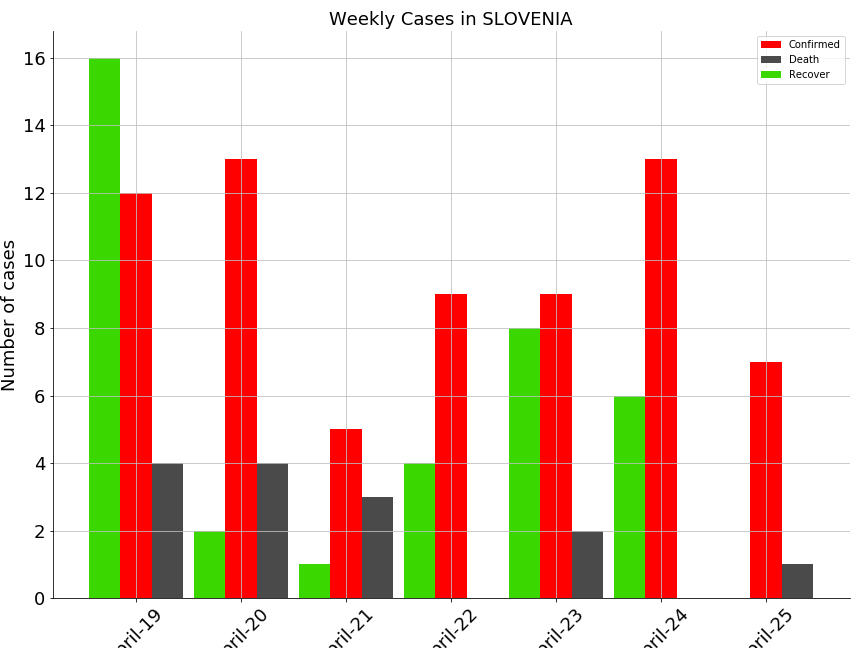 Weekly Cases in SLOVENIA
Confirmed
Death
Recover
Number of cases
16
14
12
10
8
6
4
2
0
pril-19
pril-20
pril-21
pril-22
pril-23
pril-24
pril-25